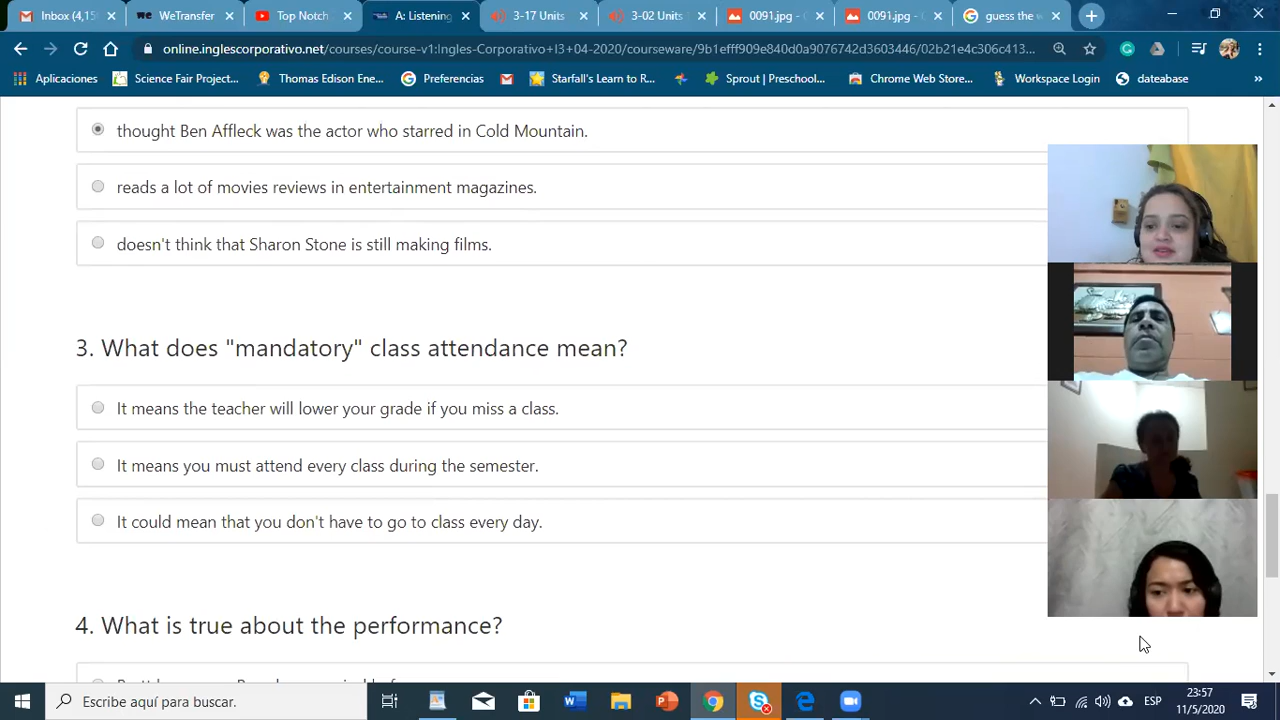 Inbox (4,15
WeTransfer
Top Notch
A: Listening
3-17 Units
3-02 Units
0091.jpg - G
0091.jpg - G
guess the w
online.inglescorporativo.net/courses/course-v1:Ingles-Corporativo+I3+04-2020/courseware/9b1efff909e840d0a9076742d3603446/02b21e4c306c413...
Aplicaciones
Science Fair Project...
Thomas Edison Ene...
Preferencias
Starfall's Learn to R...
Sprout | Preschool...
Chrome Web Store...
Workspace Login
dateabase
»
thought Ben Affleck was the actor who starred in Cold Mountain.
reads a lot of movies reviews in entertainment magazines.
doesn't think that Sharon Stone is still making films.
3. What does "mandatory" class attendance mean?
It means the teacher will lower your grade if you miss a class.
It means you must attend every class during the semester.
It could mean that you don't have to go to class every day.
4. What is true about the performance?
Escribe aquí para buscar.
ESP
23:57
11/5/2020